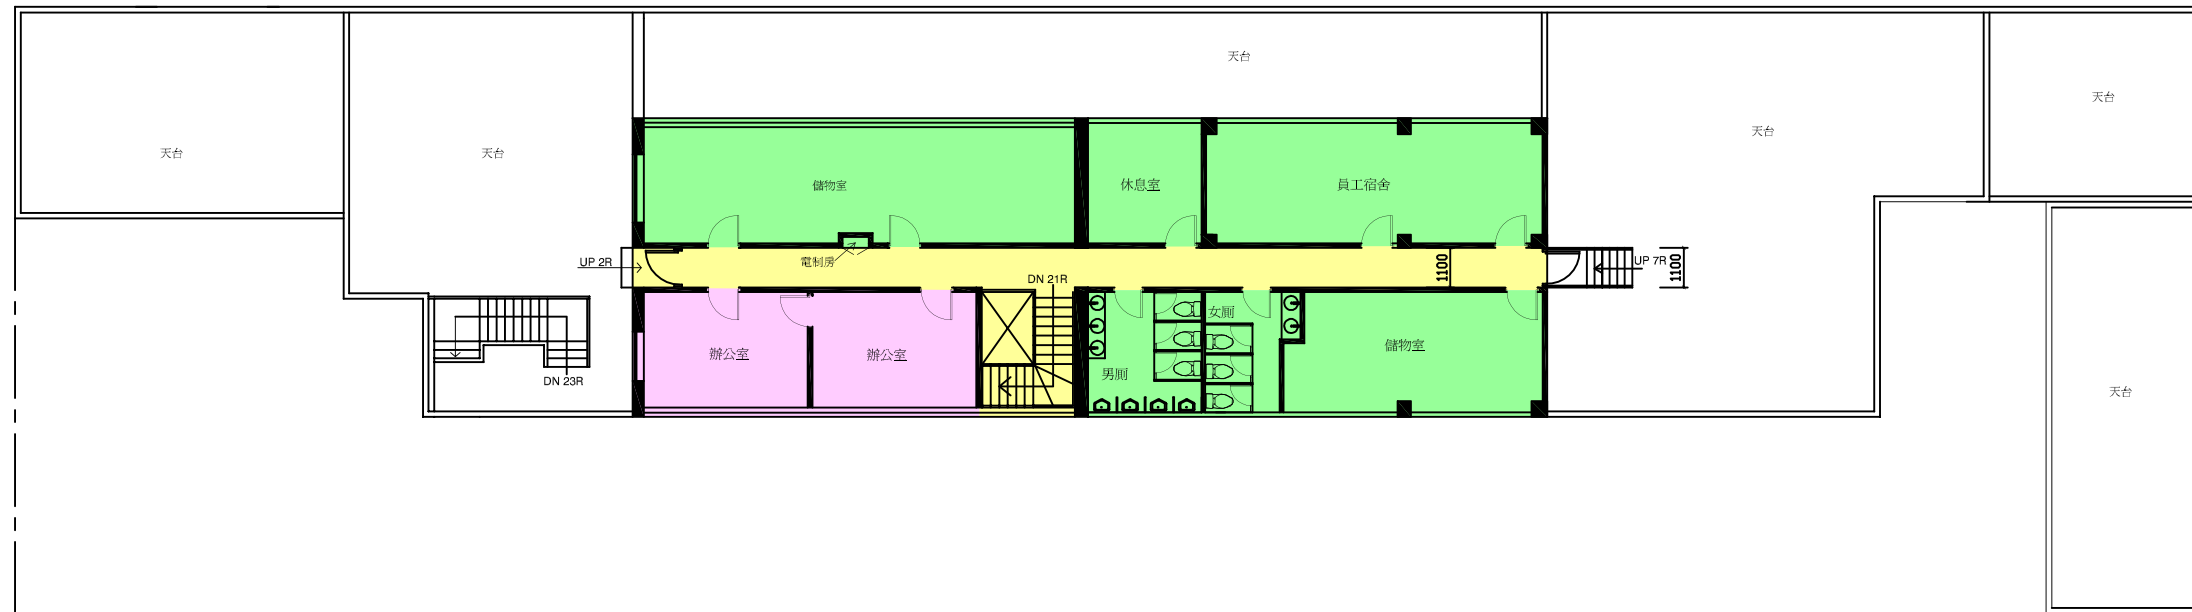 天台
天台
天台
天台
天台
儲物室
休息室
員工宿舍
UP 2R
電制房
1100
UP 7R
1100
DN 21R
辦公室
辦公室
男厠
女厠
儲物室
DN 23R
天台